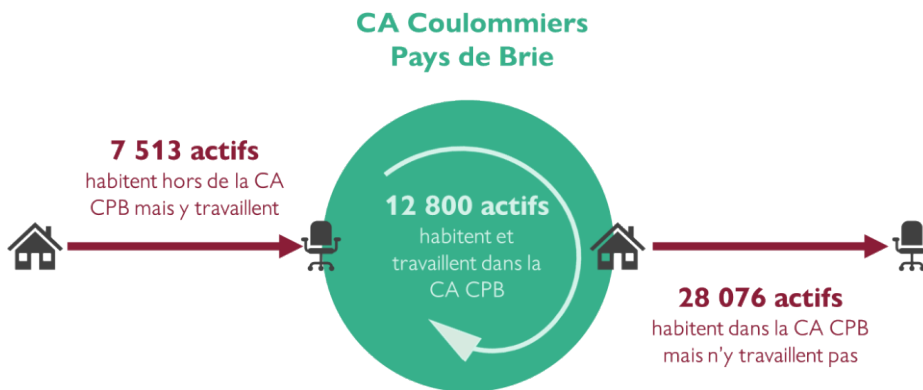 CA Coulommiers
Pays de Brie
7 513 actifs
habitent hors de la CA
CPB mais y travaillent
12 800 actifs
habitent et
travaillent dans la
CA CPB
28 076 actifs
habitent dans la CA CPB
mais n'y travaillent pas